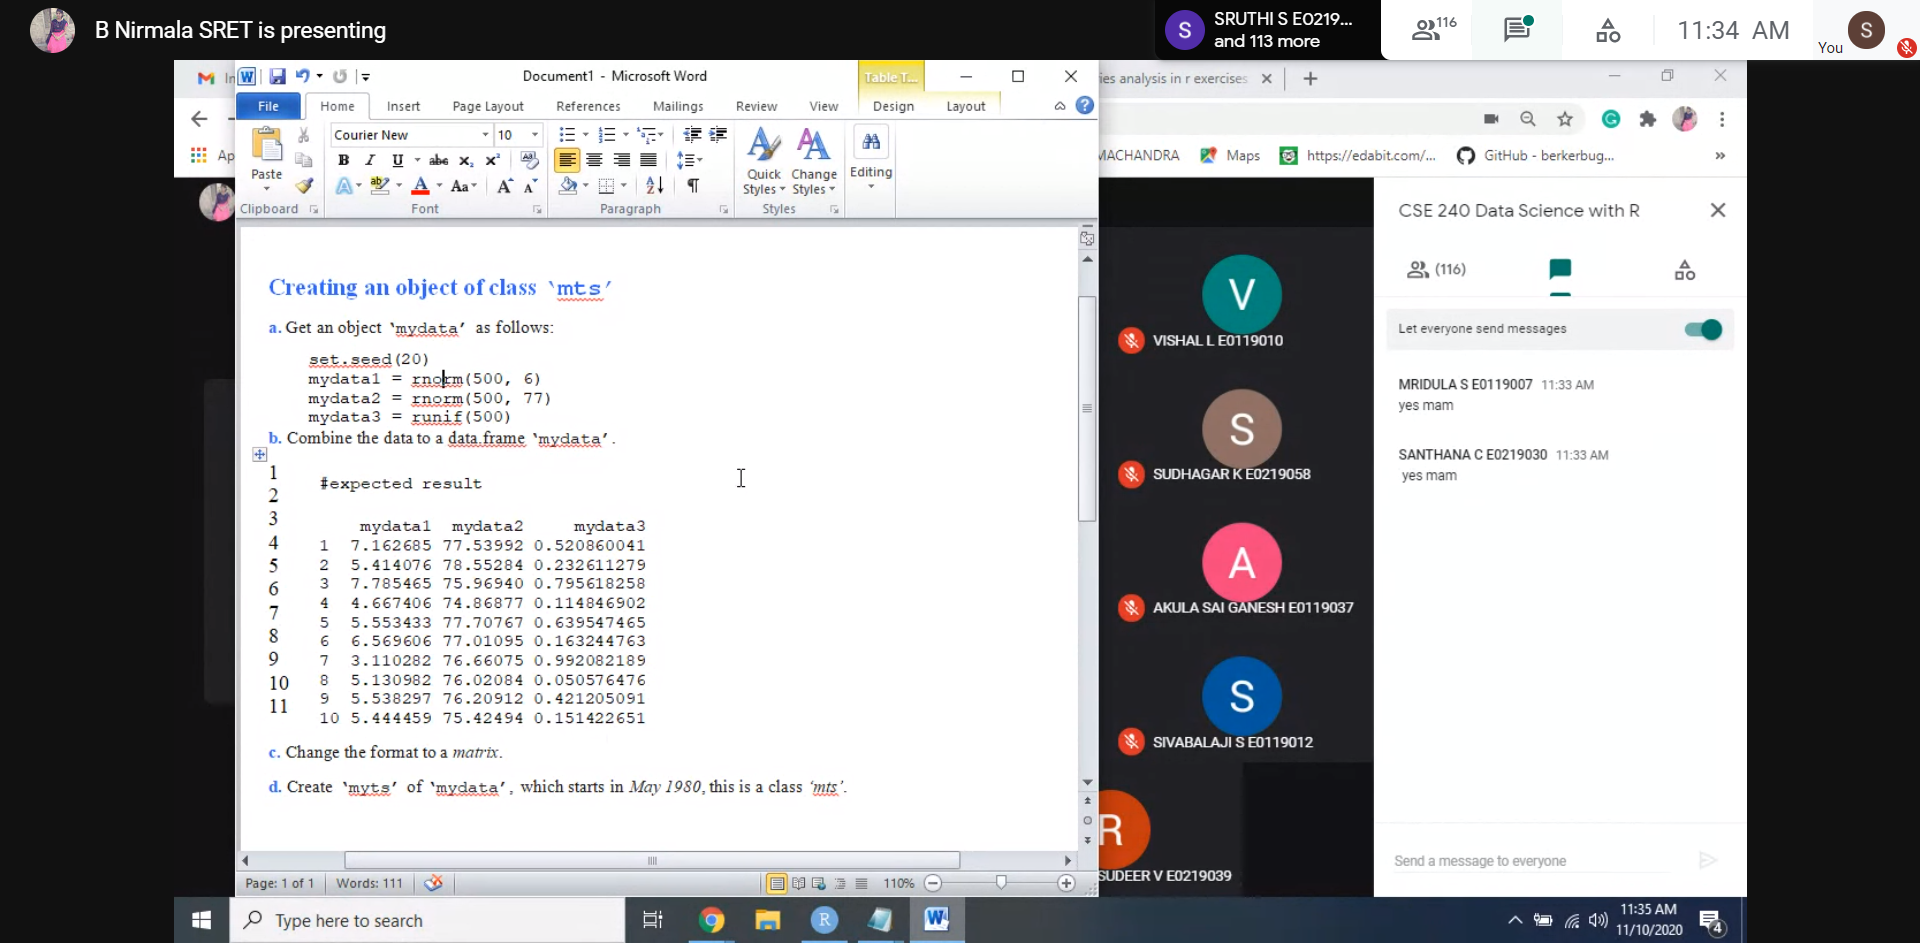 B Nirmala SRET is presenting
S
SRUTHI S E0219...
and 113 more
116
11:34 AM
You
S
Document1 - Microsoft Word
Table T...
ies analysis in r exercises
File Home Insert Page Layout References Mailings Review View Design Layout
Courier New 10
Paste
Quick Styles
Change Styles
Editing
Clipboard Font Paragraph Styles
MACHANDRA Maps https://edabit.com/... GitHub - berkerbug...
Creating an object of class ‘mts’
a. Get an object ‘mydata’ as follows:
set.seed(20)
mydata1 = rnorm(500, 6)
mydata2 = rnorm(500, 77)
mydata3 = runif(500)
b. Combine the data to a data.frame ‘mydata’.
1
2
3
4
5
6
7
8
9
10
11
#expected result
mydata1 mydata2 mydata3
1 7.162685 77.53992 0.520860041
2 5.414076 78.55284 0.232611279
3 7.785465 75.96940 0.795618258
4 4.667406 74.86877 0.114846902
5 5.553433 77.70767 0.639547465
6 6.569606 77.01095 0.163244763
7 3.110282 76.66075 0.992082189
8 5.130982 76.02084 0.050576476
9 5.538297 76.20912 0.421205091
10 5.444459 75.42494 0.151422651
c. Change the format to a matrix.
d. Create ‘myts’ of ‘mydata’, which starts in May 1980, this is a class ‘mts’.
Page: 1 of 1 Words: 111 110%
V
VISHAL L E0119010
S
SUDHAGAR K E0219058
A
AKULA SAI GANESH E0119037
S
SIVABALAJI S E0119012
R
SUDEER V E0219039
CSE 240 Data Science with R
(116)
Let everyone send messages
MRIDULA S E0119007 11:33 AM
yes mam
SANTHANA C E0219030 11:33 AM
yes mam
Send a message to everyone
Type here to search
11:35 AM
11/10/2020
4